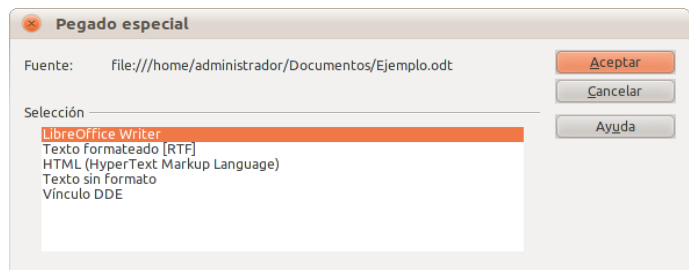 Pegado especial
Fuente: file:///home/administrador/Documentos/Ejemplo.odt
Aceptar
Cancelar
Ayuda
Selección
LibreOffice Writer
Texto formateado [RTF]
HTML (HyperText Markup Language)
Texto sin formato
Vínculo DDE